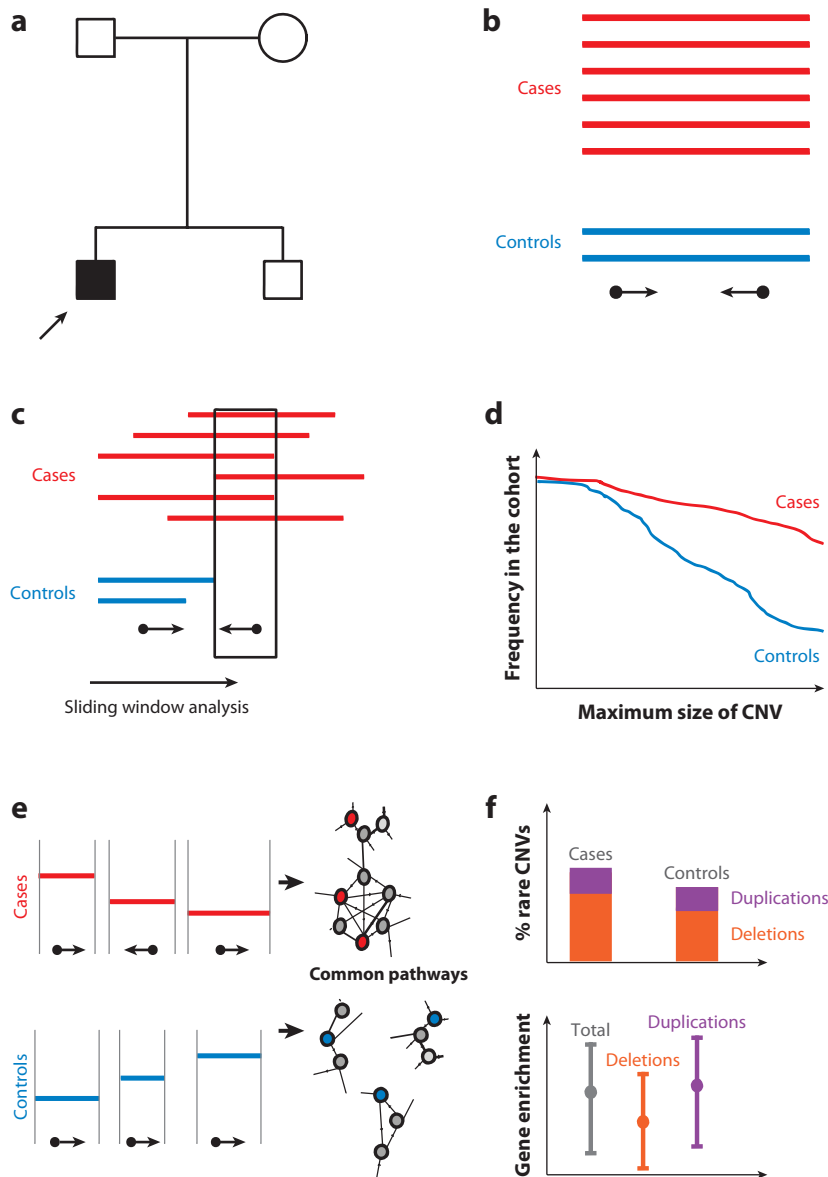 a
b
Cases
Controls
c
Cases
Controls
Sliding window analysis
d
Frequency in the cohort
Cases
Controls
Maximum size of CNV
e
Cases
Common pathways
Controls
f
% rare CNVs
Cases
Controls
Duplications
Deletions
Gene enrichment
Total
Deletions
Duplications